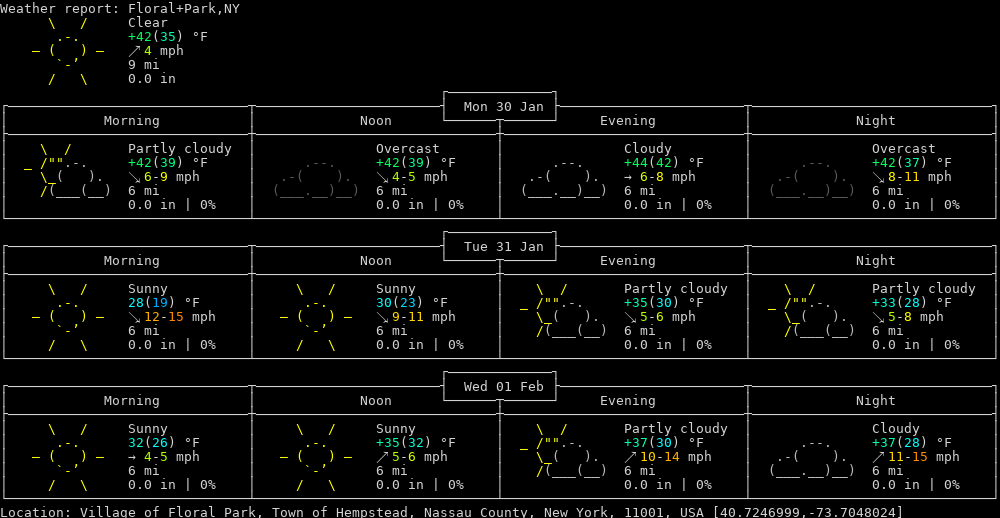 Weather report: Floral+Park,NY
Clear
+42(35) °F
↗ 4 mph
9 mi
0.0 in
Mon 30 Jan
Morning Noon Evening Night
Partly cloudy Overcast Cloudy Overcast
+42(39) °F +42(39) °F +44(42) °F +42(37) °F
↘ 6-9 mph ↘ 4-5 mph → 6-8 mph ↘ 8-11 mph
6 mi 6 mi 6 mi 6 mi
0.0 in | 0% 0.0 in | 0% 0.0 in | 0% 0.0 in | 0%
Tue 31 Jan
Morning Noon Evening Night
Sunny Sunny Partly cloudy Partly cloudy
28(19) °F 30(23) °F +35(30) °F +33(28) °F
↘ 12-15 mph ↘ 9-11 mph ↘ 5-6 mph ↘ 5-8 mph
6 mi 6 mi 6 mi 6 mi
0.0 in | 0% 0.0 in | 0% 0.0 in | 0% 0.0 in | 0%
Wed 01 Feb
Morning Noon Evening Night
Sunny Sunny Partly cloudy Cloudy
32(26) °F +35(32) °F +37(30) °F +37(28) °F
→ 4-5 mph ↗ 5-6 mph ↗ 10-14 mph ↗ 11-15 mph
6 mi 6 mi 6 mi 6 mi
0.0 in | 0% 0.0 in | 0% 0.0 in | 0% 0.0 in | 0%
Location: Village of Floral Park, Town of Hempstead, Nassau County, New York, 11001, USA [40.7246999,-73.7048024]